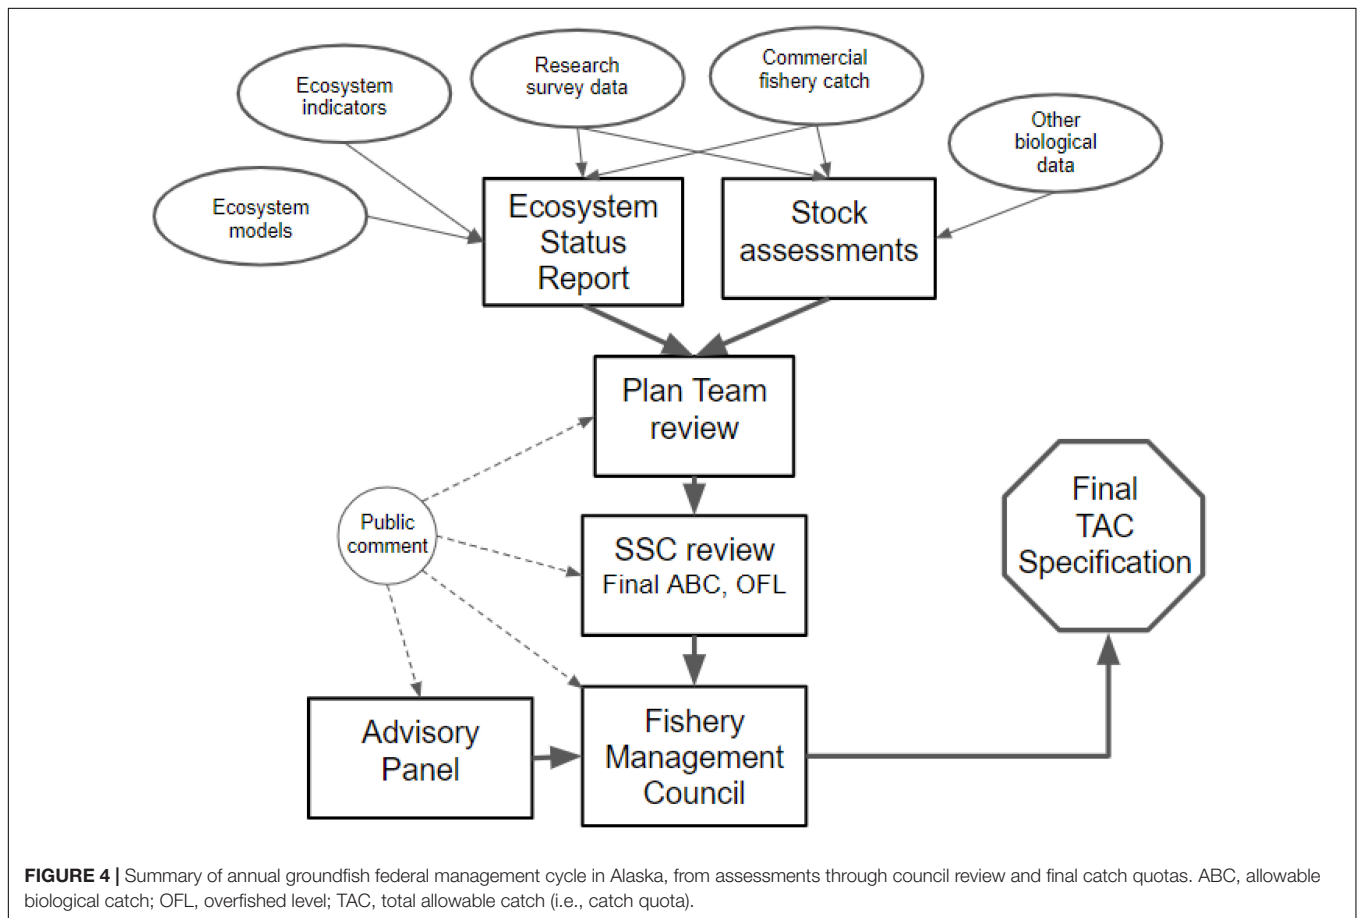 Research
survey data
Commercial
fishery catch
Ecosystem
indicators
Other
biological
data
Ecosystem
models
Ecosystem
Status
Report
Stock
assessments
Plan Team
review
Public
comment
SSC review
Final ABC, OFL
Final
TAC
Specification
Advisory
Panel
Fishery
Management
Council
FIGURE 4 | Summary of annual groundfish federal management cycle in Alaska, from assessments through council review and final catch quotas. ABC, allowable
biological catch; OFL, overfished level; TAC, total allowable catch (i.e., catch quota).